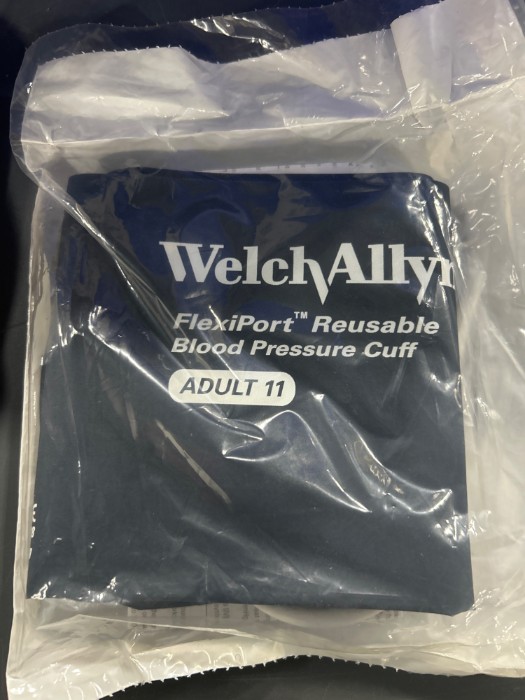 WelchAllyn
FlexiPort™ Reusable
Blood Pressure Cuff
ADULT 11